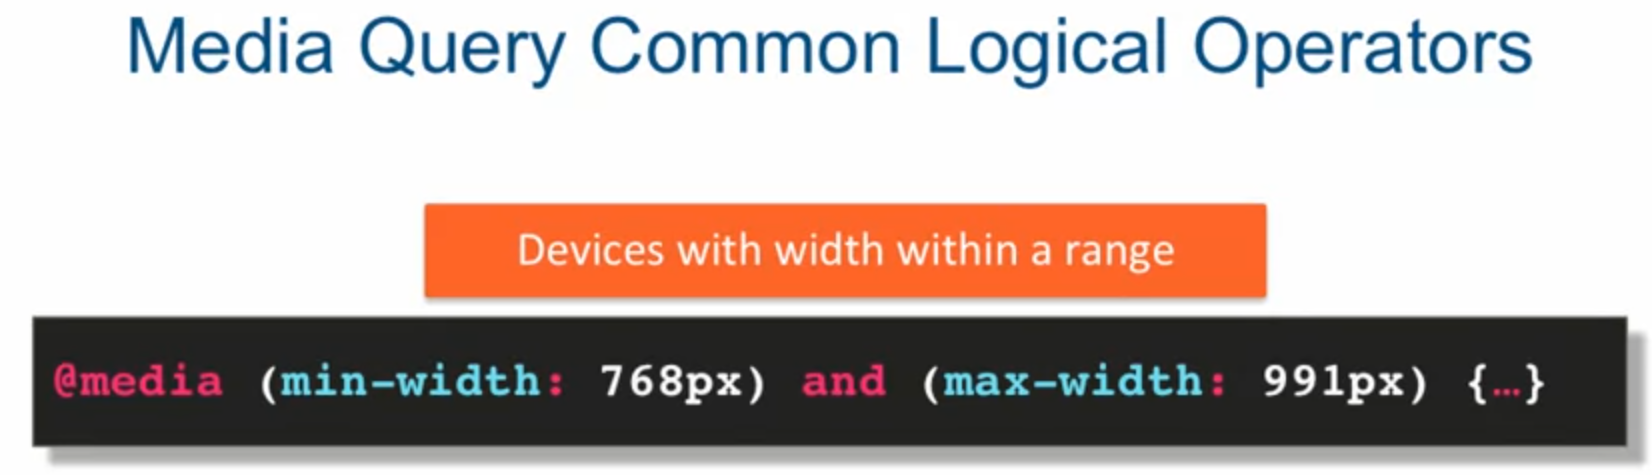 Media Query Common Logical Operators
Devices with width within a range
@media (min-width: 768px) and (max-width: 991px) {…}